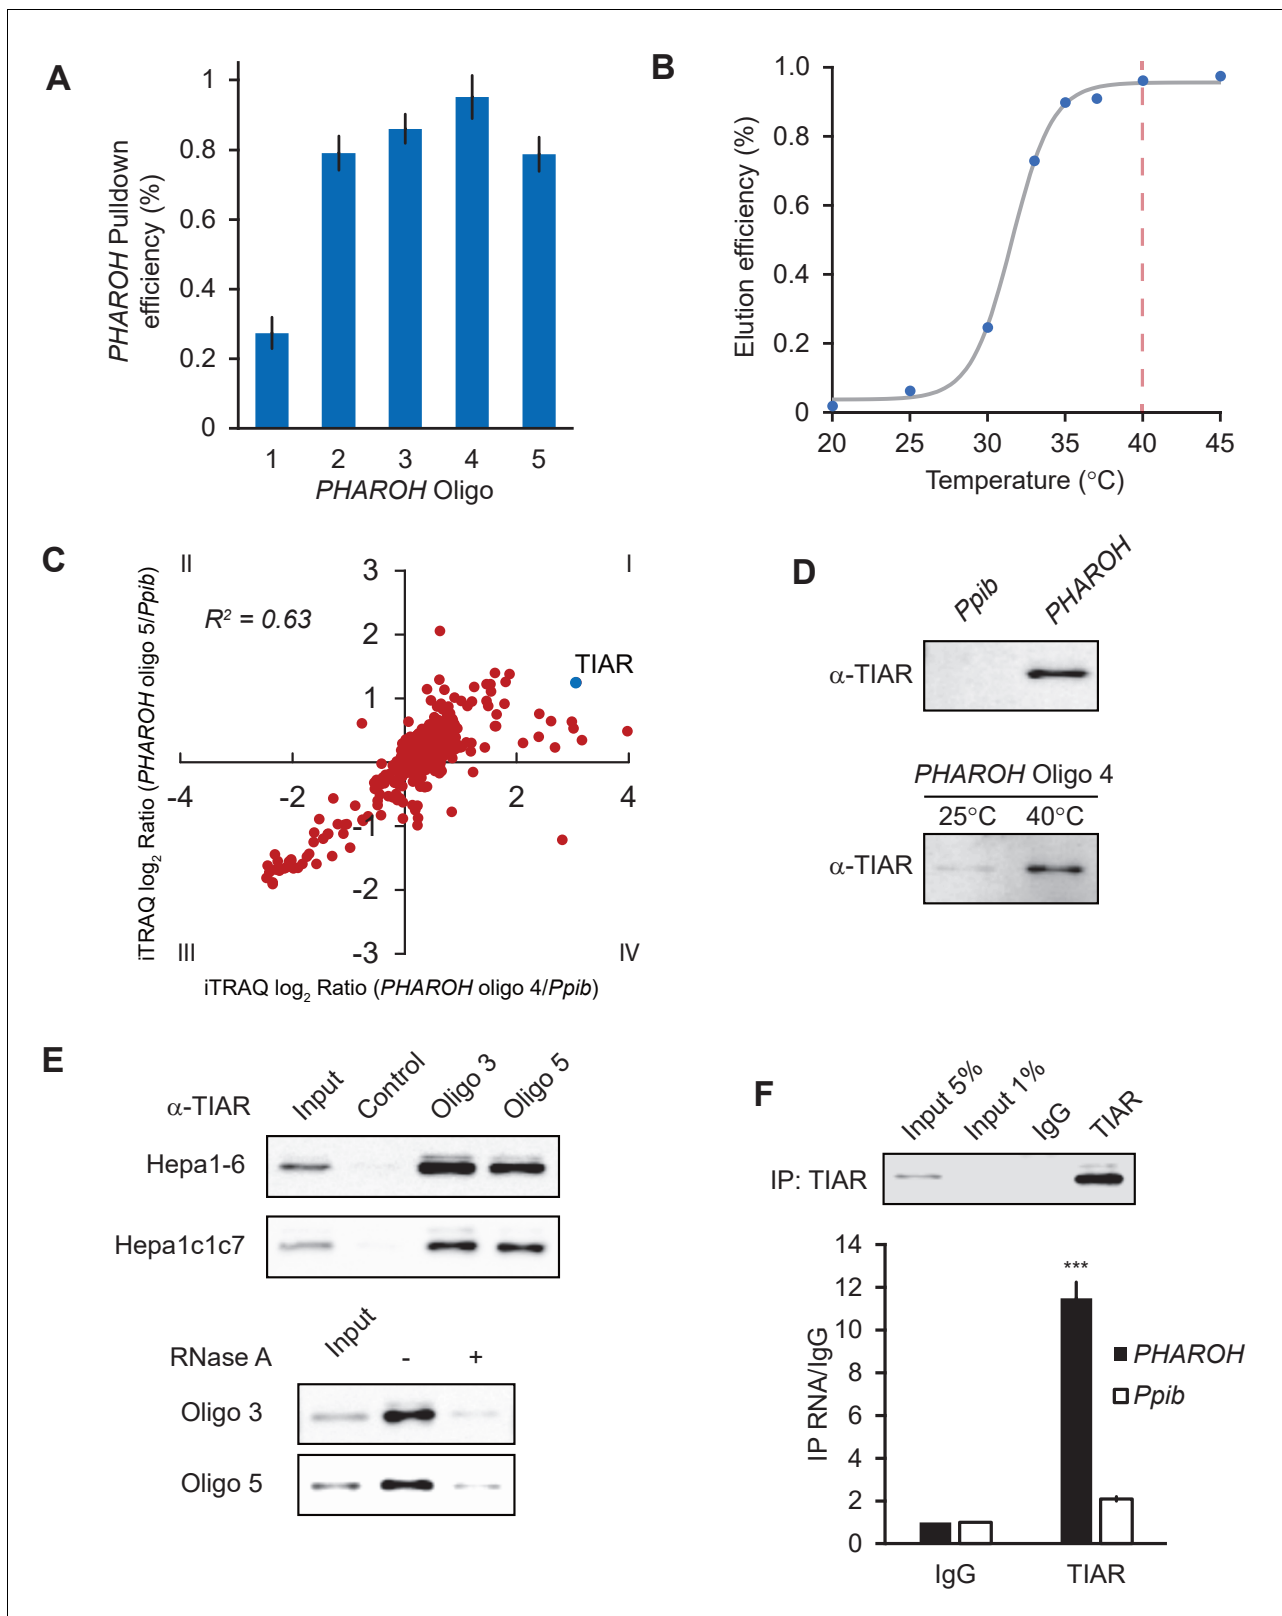 A
PHAROH Pulldown
efficiency (%)
1
0.8
0.6
0.4
0.2
0
1 2 3 4 5
PHAROH Oligo
B
Elution efficiency (%)
1.0
0.8
0.6
0.4
0.2
0
20 25 30 35 40 45
Temperature (°C)
C
II
I
III
IV
R² = 0.63
TIAR
3
2
1
-1
-2
-3
-4 -2 2 4
iTRAQ log₂ Ratio (PHAROH oligo 5/Ppib)
iTRAQ log₂ Ratio (PHAROH oligo 4/Ppib)
D
Ppib PHAROH
α-TIAR
PHAROH Oligo 4
25°C 40°C
α-TIAR
E
α-TIAR
Input Control Oligo 3 Oligo 5
Hepa1-6
Hepa1c1c7
Input
RNase A - +
Oligo 3
Oligo 5
F
Input 5% Input 1% IgG TIAR
IP: TIAR
IP RNA/IgG
14
12
10
8
6
4
2
0
***
PHAROH
Ppib
IgG TIAR